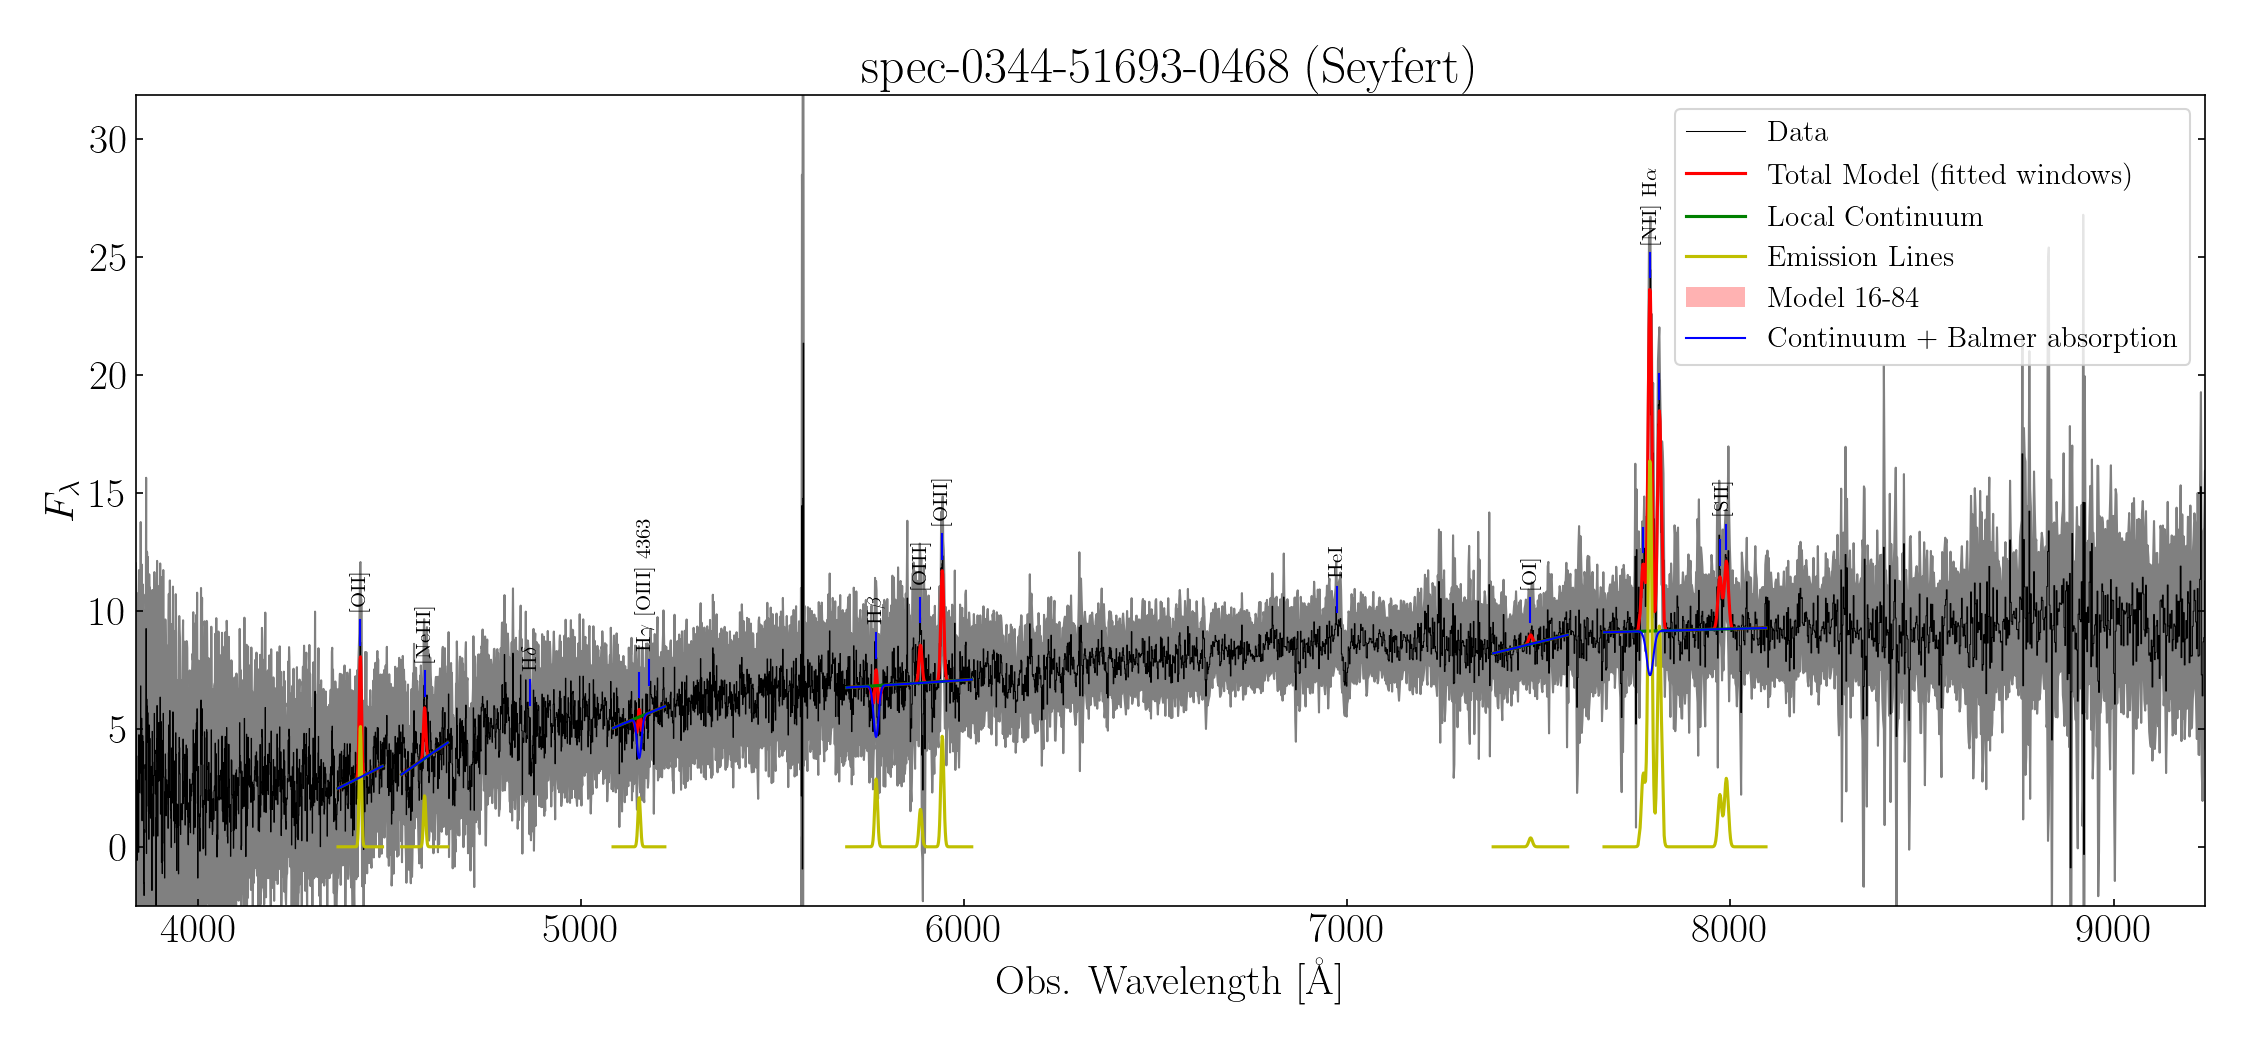 spec-0344-51693-0468 (Seyfert)
Data
Total Model (fitted windows)
Local Continuum
Emission Lines
Model 16-84
Continuum + Balmer absorption
[OII]
[NeIII]
Hδ
Hγ [OIII] 4363
Hβ
[OIII]
[OIII]
HeI
[OI]
[NII] Hα
[SII]
Fλ
30
25
20
15
10
5
0
4000
5000
6000
7000
8000
9000
Obs. Wavelength [Å]